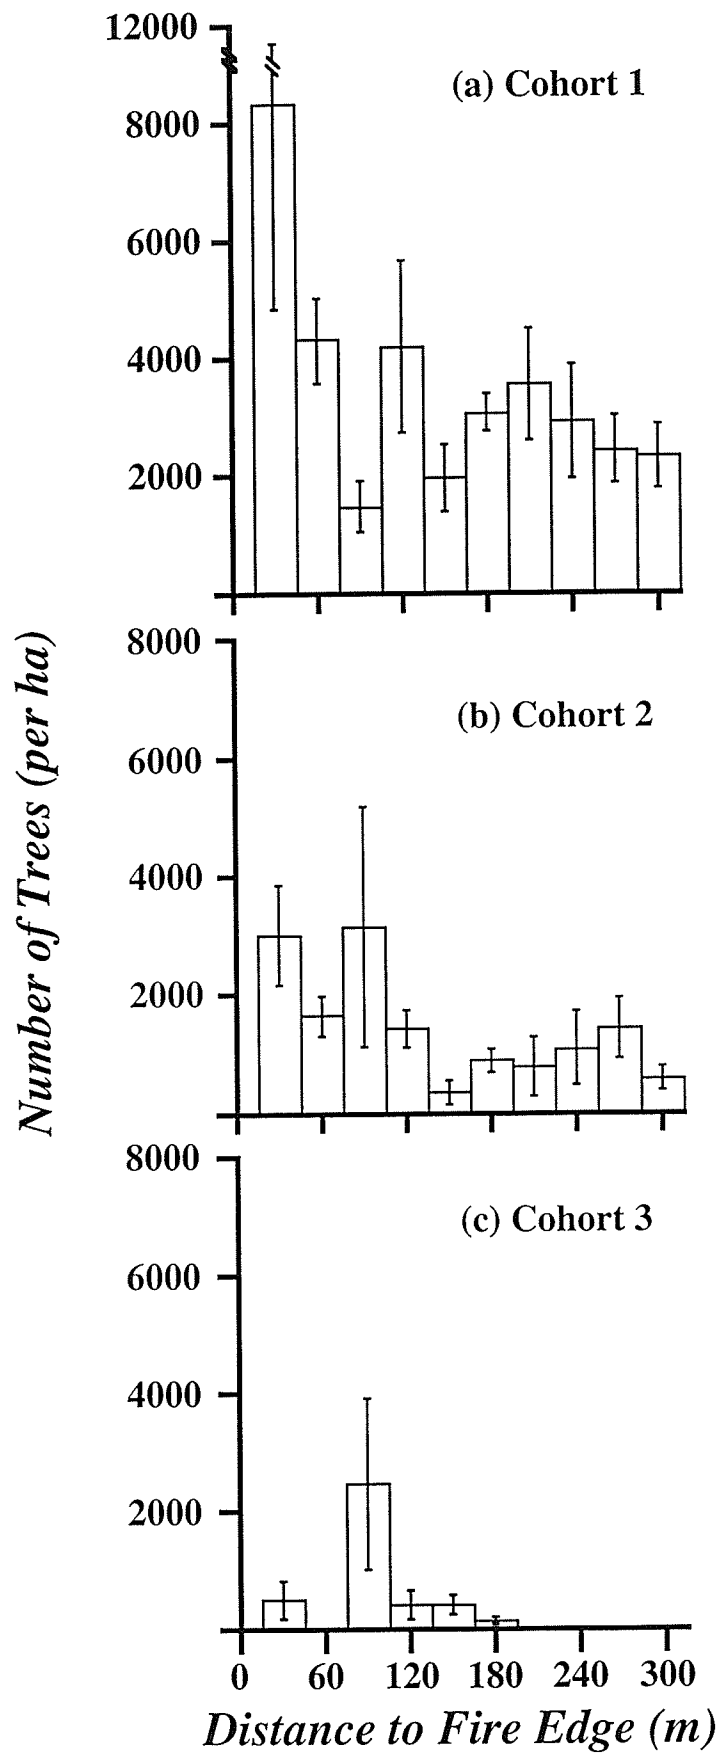 12000
(a) Cohort 1
8000
6000
4000
2000
8000
(b) Cohort 2
6000
4000
2000
8000
(c) Cohort 3
6000
4000
2000
0 60 120 180 240 300
Distance to Fire Edge (m)
Number of Trees (per ha)